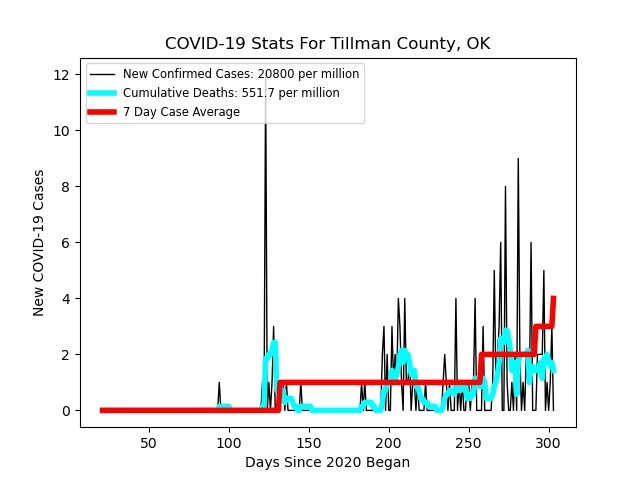 COVID-19 Stats For Tillman County, OK
New Confirmed Cases: 20800 per million
Cumulative Deaths: 551.7 per million
7 Day Case Average
New COVID-19 Cases
12
10
8
6
4
2
0
50 100 150 200 250 300
Days Since 2020 Began